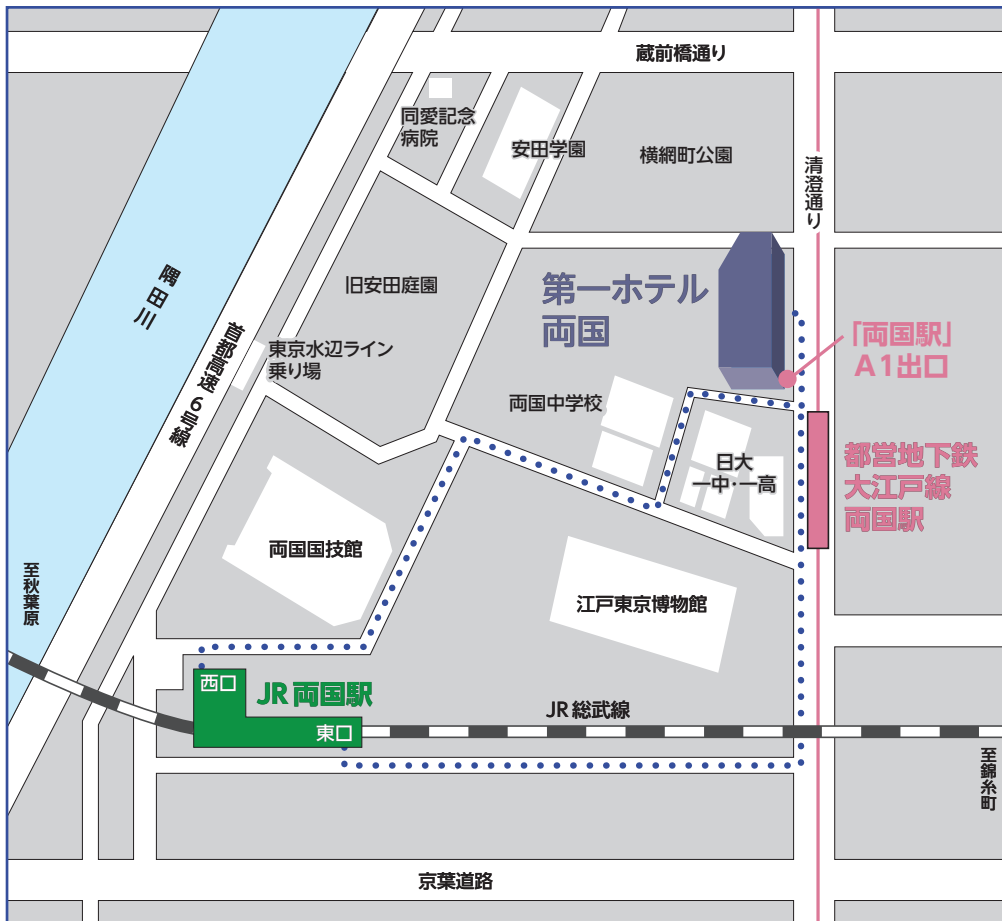 蔵前橋通り
同愛記念
病院
安田学園
横網町公園
清澄通り
隅田川
旧安田庭園
第一ホテル
両国
首都高速6号線
東京水辺ライン
乗り場
「両国駅」
A1出口
両国中学校
日大
一中・一高
都営地下鉄
大江戸線
両国駅
両国国技館
江戸東京博物館
至秋葉原
西口
JR両国駅
東口
JR総武線
至錦糸町
京葉道路